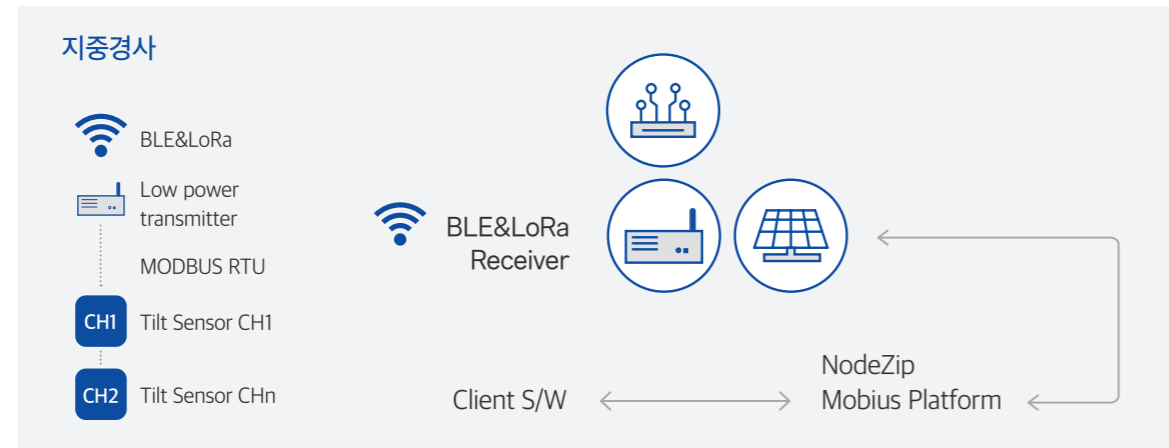 지중경사
BLE&LoRa
Low power
transmitter
MODBUS RTU
CH1 Tilt Sensor CH1
CH2 Tilt Sensor CHn
BLE&LoRa
Receiver
Client S/W
NodeZip
Mobius Platform